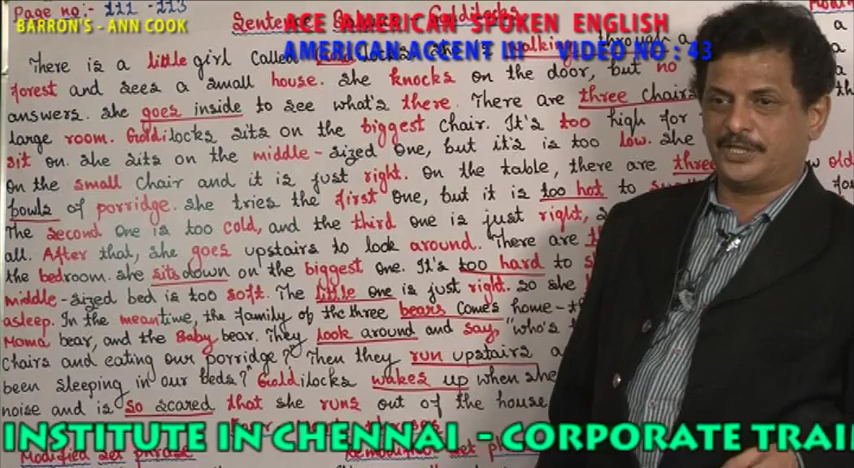 Page no:- 111 - 113
BARRON'S - ANN COOK
ACE AMERICAN SPOKEN ENGLISH
AMERICAN ACCENT III VIDEO NO : 43
Sentence Goldilocks
There is a little girl called walking through a
forest and sees a small house. She knocks on the door, but no
answers. she goes inside to see what's there. There are three chairs
large room. Goldilocks sits on the biggest chair. It's too high for
sit on. she sits on the middle-sized one, but it's is too low. She
on the small chair and it is just right. On the table, there are three
bowls of porridge. she tries the first one, but it is too hot to
The second one is too cold, and the third one is just right,
all. After that, she goes upstairs to look around. There are
the bedroom. she sits down on the biggest one. It's too hard to
middle-sized bed is too soft. The little one is just right. so she
asleep. In the meantime, the family of the three bears comes home-
Mama bear, and the Baby bear. They look around and say, "who's
chairs and eating our porridge?" Then they run upstairs
been sleeping in our beds?" Goldilocks wakes up when she
noise and is so scared that she runs out of the house
INSTITUTE IN CHENNAI - CORPORATE TRAI
Modified set phrase